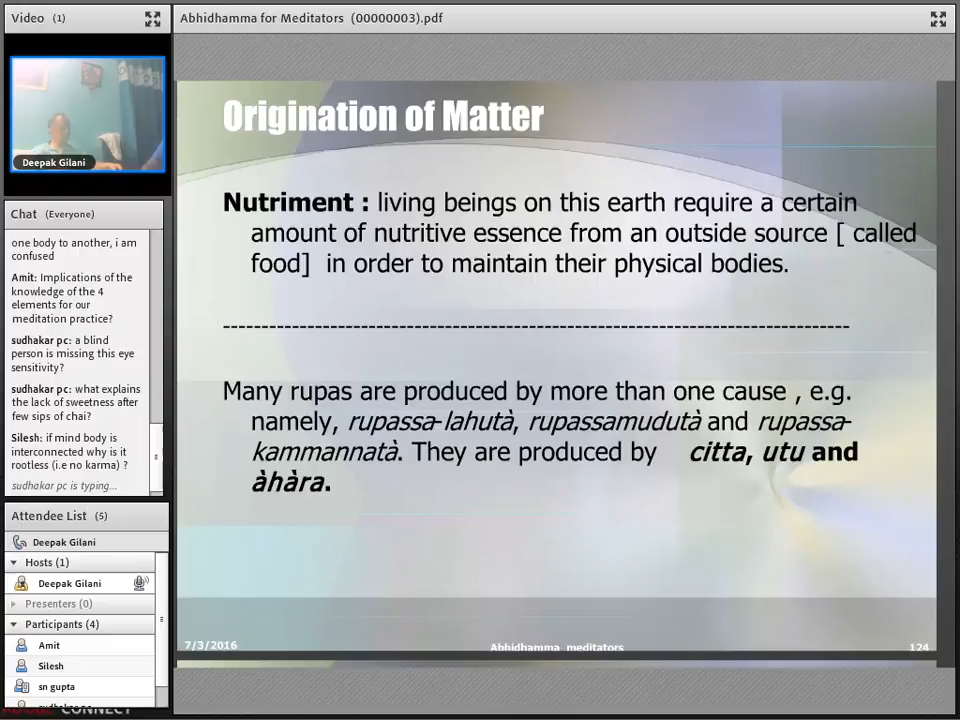 Video (1)
Deepak Gilani
Chat (Everyone)
one body to another, i am
confused
Amit: Implications of the
knowledge of the 4
elements for our
meditation practice?
sudhakar pc: a blind
person is missing this eye
sensitivity?
sudhakar pc: what explains
the lack of sweetness after
few sips of chai?
Silesh: if mind body is
interconnected why is it
rootless (i.e no karma) ?
sudhakar pc is typing...
Attendee List (5)
Deepak Gilani
Hosts (1)
Deepak Gilani
Presenters (0)
Participants (4)
Amit
Silesh
sn gupta
CONNECT
Abhidhamma for Meditators (00000003).pdf
Origination of Matter
Nutriment : living beings on this earth require a certain
amount of nutritive essence from an outside source [ called
food] in order to maintain their physical bodies.
--------------------------------------------------------------------------------
Many rupas are produced by more than one cause , e.g.
namely, rupassa-lahutà, rupassamudutà and rupassa-
kammannatà. They are produced by citta, utu and
àhàra.
7/3/2016
Abhidhamma meditators
124